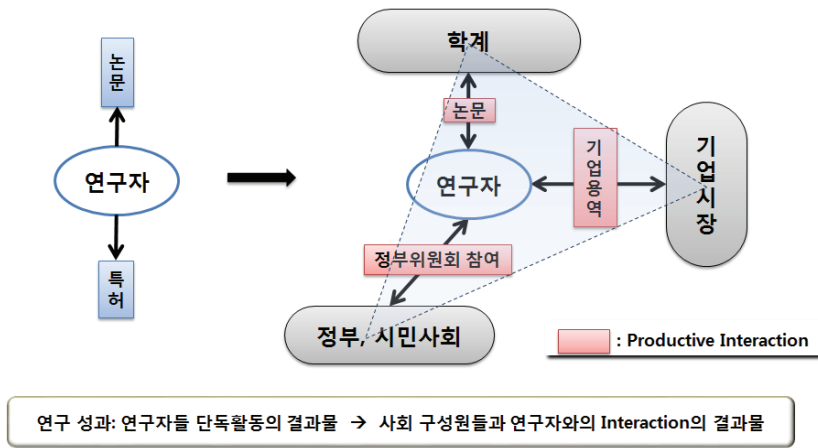 논문
연구자
특허
학계
논문
연구자
기업용역
기업시장
정부위원회 참여
정부, 시민사회
: Productive Interaction
연구 성과: 연구자들 단독활동의 결과물 → 사회 구성원들과 연구자와의 Interaction의 결과물